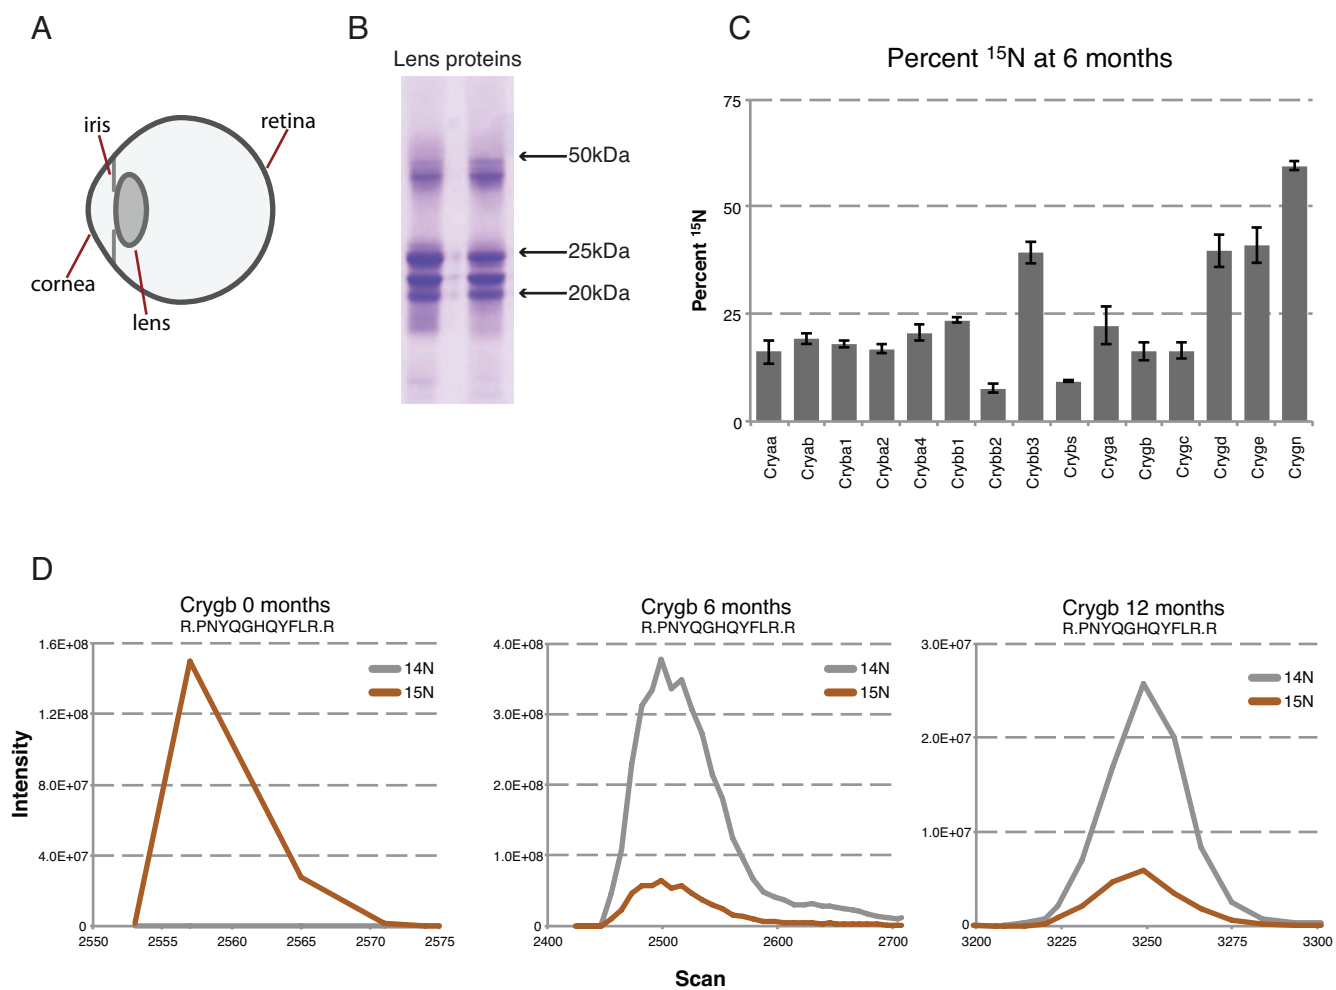 A
iris
retina
cornea
lens
B
Lens proteins
50kDa
25kDa
20kDa
C
Percent ¹⁵N at 6 months
Percent ¹⁵N
75
50
25
0
Cryaa
Cryab
Cryba1
Cryba2
Cryba4
Crybb1
Crybb2
Crybb3
Crybs
Cryga
Crygb
Crygc
Crygd
Cryge
Crygn
D
Crygb 0 months
R.PNYQGHQYFLR.R
1.6E+08
1.2E+08
8.0E+07
4.0E+07
0
14N
15N
2550 2555 2560 2565 2570 2575
Intensity
Crygb 6 months
R.PNYQGHQYFLR.R
4.0E+08
3.0E+08
2.0E+08
1.0E+08
0
14N
15N
2400 2500 2600 2700
Scan
Crygb 12 months
R.PNYQGHQYFLR.R
3.0E+07
2.0E+07
1.0E+07
0
14N
15N
3200 3225 3250 3275 3300